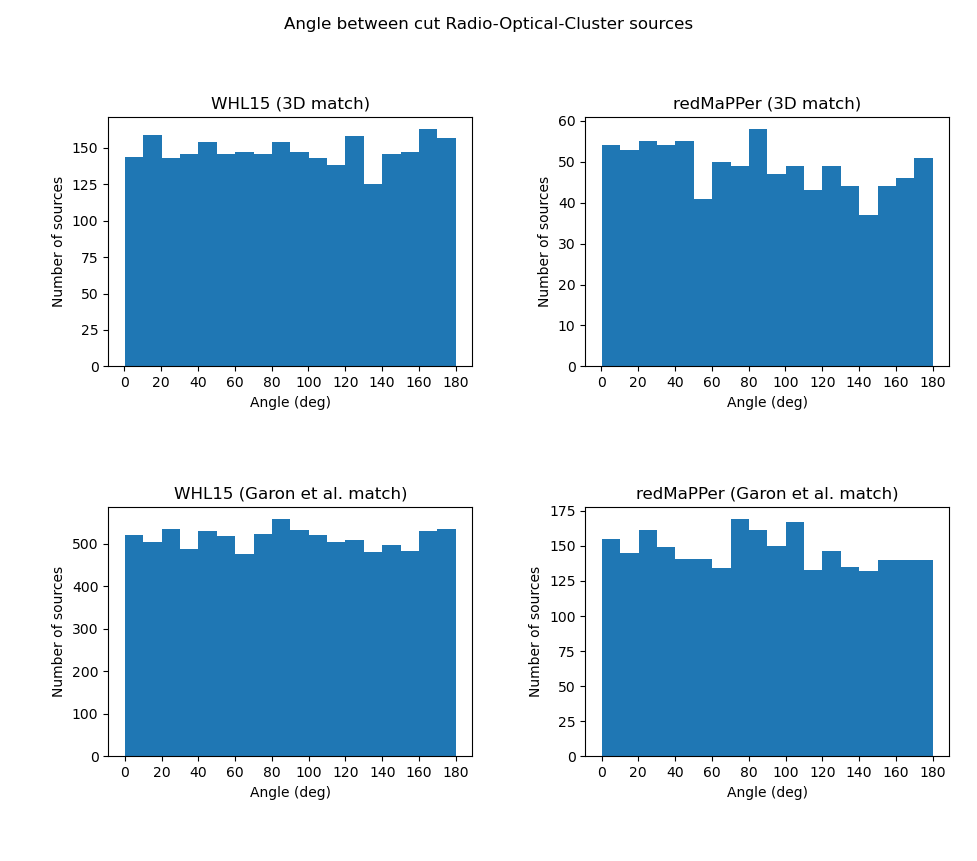 Angle between cut Radio-Optical-Cluster sources
WHL15 (3D match)
Number of sources
150
125
100
75
50
25
0
0 20 40 60 80 100 120 140 160 180
Angle (deg)
redMaPPer (3D match)
Number of sources
60
50
40
30
20
10
0
0 20 40 60 80 100 120 140 160 180
Angle (deg)
WHL15 (Garon et al. match)
Number of sources
500
400
300
200
100
0
0 20 40 60 80 100 120 140 160 180
Angle (deg)
redMaPPer (Garon et al. match)
Number of sources
175
150
125
100
75
50
25
0
0 20 40 60 80 100 120 140 160 180
Angle (deg)